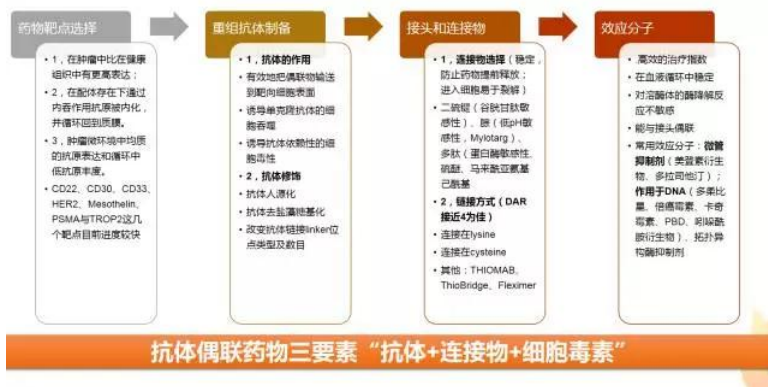 药物靶点选择
1，在肿瘤中比在健康
组织中有更高表达；
2，在配体存在下通过
内吞作用抗原被内化，
并循环回到质膜。
3，肿瘤微环境中均质
的抗原表达和循环中
低抗原丰度。
CD22、CD30、CD33、
HER2、Mesothelin、
PSMA与TROP2这几
个靶点目前进度较快
重组抗体制备
1，抗体的作用
有效地把偶联物输送
到靶向细胞表面
诱导单克隆抗体的细
胞吞噬
诱导抗体依赖性的细
胞毒性
2，抗体修饰
抗体人源化
抗体去盐藻糖基化
改变抗体链接linker位
点类型及数目
接头和连接物
1，连接物选择（稳定，
防止药物提前释放；
进入细胞易于裂解）
二硫键（谷胱甘肽敏
感性）、腙（低pH敏
感性，Mylotarg）、
多肽（蛋白酶敏感性、
硫醚、马来酰亚氨基
己酰基
2，链接方式（DAR
接近4为佳）
连接在lysine
连接在cysteine
其他：THIOMAB、
ThioBridge、Fleximer
效应分子
高效的治疗指数
在血液循环中稳定
对溶酶体的酶降解反
应不敏感
能与接头偶联
常用效应分子：微管
抑制剂（美登素衍生
物、多拉司他汀）；
作用于DNA（多柔比
星、倍癌霉素、卡奇
霉素、PBD、吲哚酰
胺衍生物）、拓扑异
构酶抑制剂
抗体偶联药物三要素“抗体+连接物+细胞毒素”